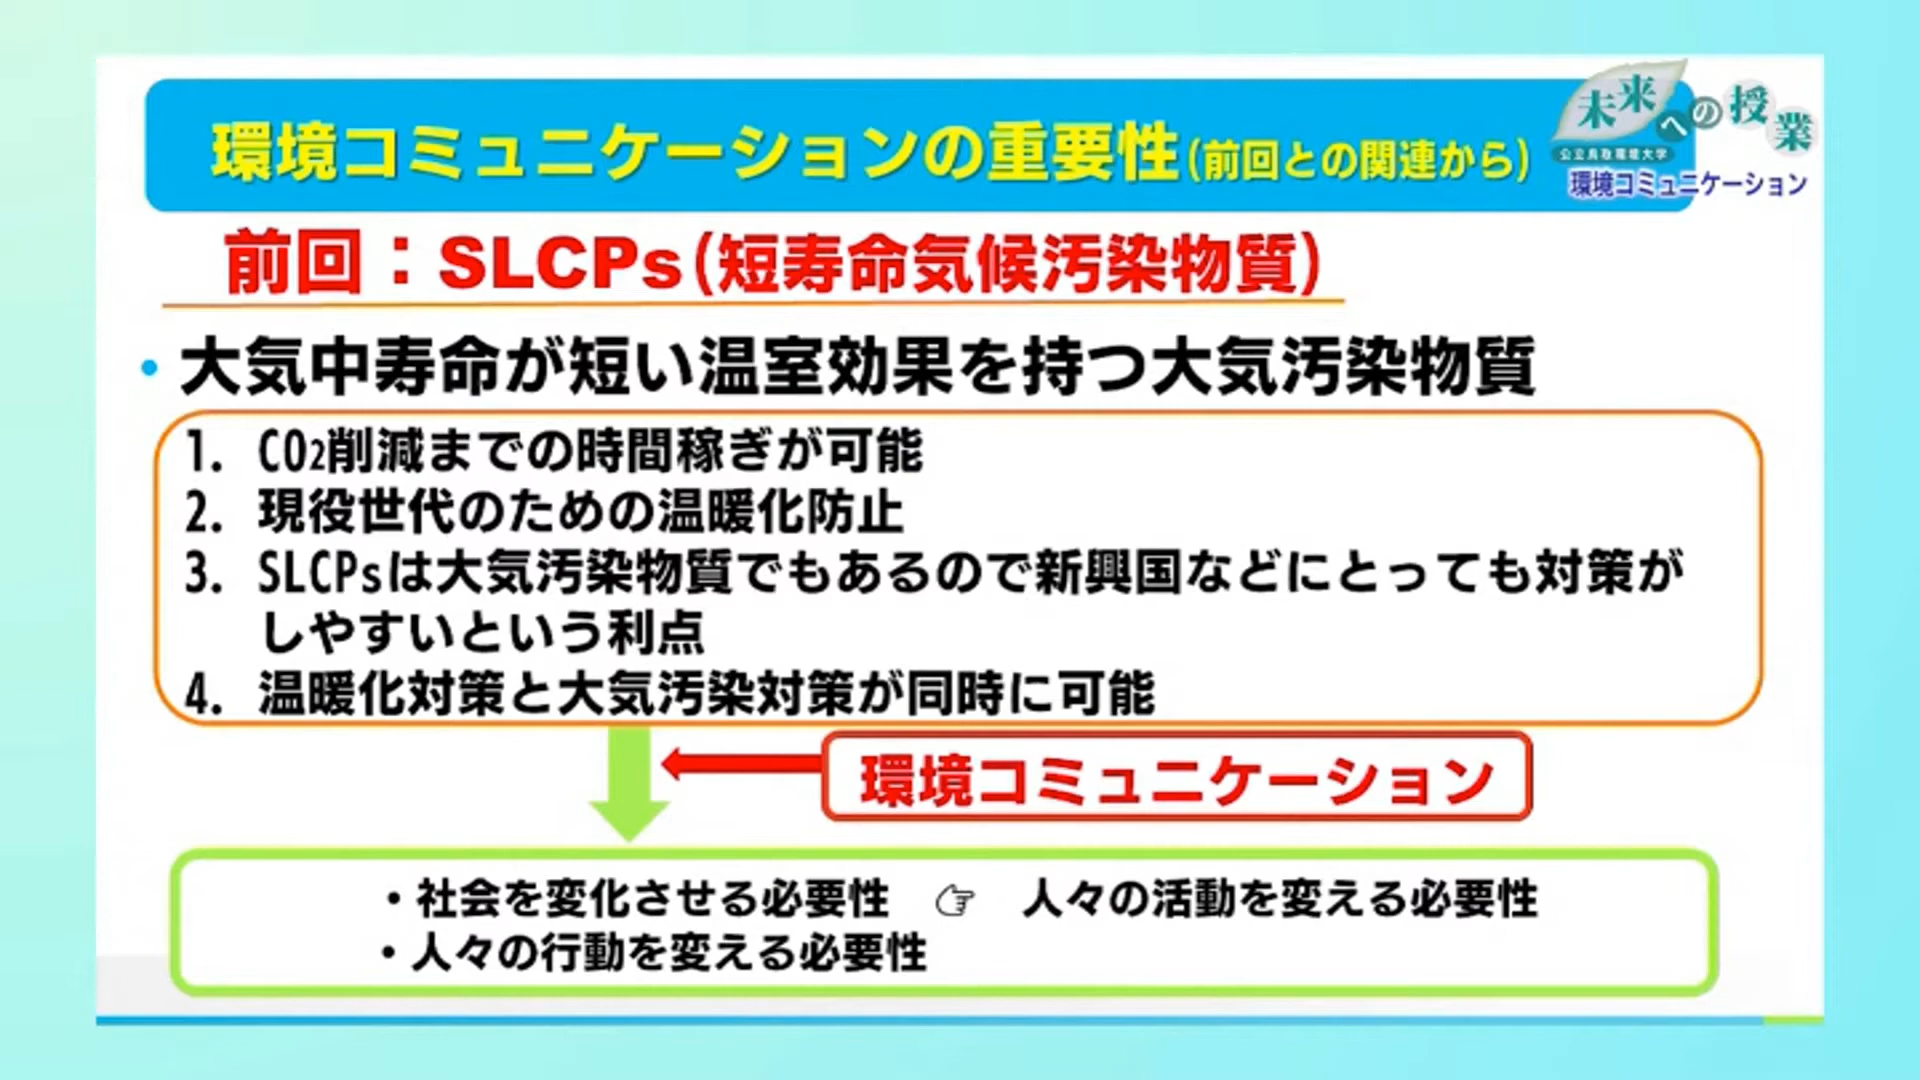 環境コミュニケーションの重要性(前回との関連から)
未来への授業
公立鳥取環境大学
環境コミュニケーション
前回：SLCPs(短寿命気候汚染物質)
• 大気中寿命が短い温室効果を持つ大気汚染物質
1. CO2削減までの時間稼ぎが可能
2. 現役世代のための温暖化防止
3. SLCPsは大気汚染物質でもあるので新興国などにとっても対策が
しやすいという利点
4. 温暖化対策と大気汚染対策が同時に可能
環境コミュニケーション
・社会を変化させる必要性 ☞ 人々の活動を変える必要性
・人々の行動を変える必要性